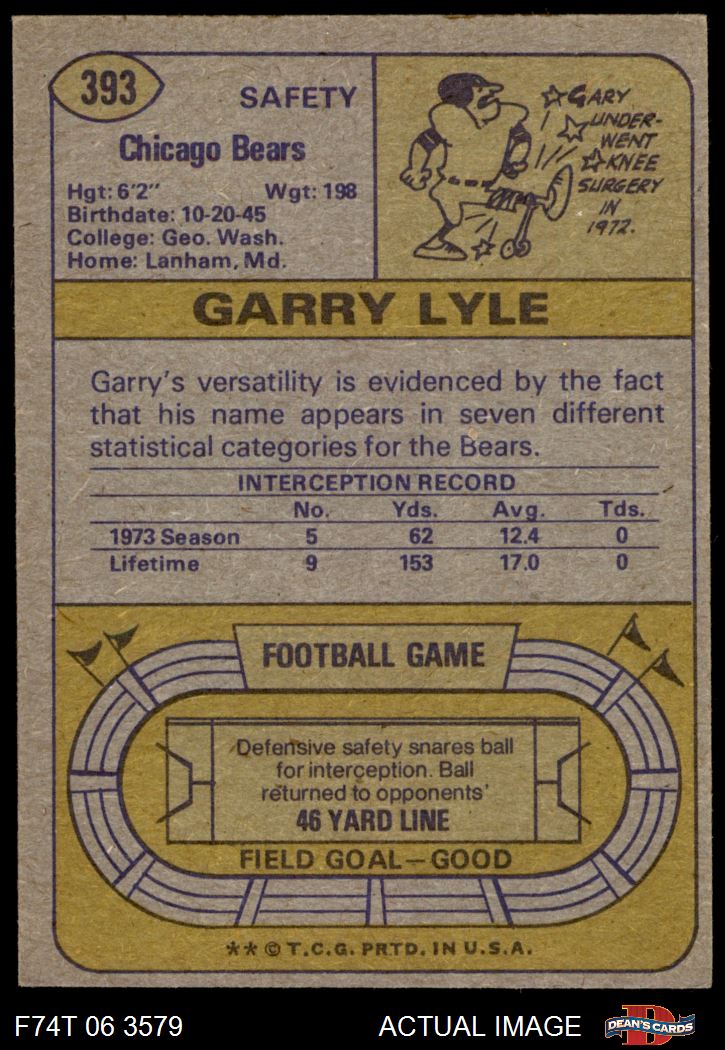 393
SAFETY
Chicago Bears
Hgt: 6'2" Wgt: 198
Birthdate: 10-20-45
College: Geo. Wash.
Home: Lanham, Md.
GARY
UNDER-
WENT
KNEE
SURGERY
IN
1972.
GARRY LYLE
Garry's versatility is evidenced by the fact
that his name appears in seven different
statistical categories for the Bears.
INTERCEPTION RECORD
No. Yds. Avg. Tds.
1973 Season 5 62 12.4 0
Lifetime 9 153 17.0 0
FOOTBALL GAME
Defensive safety snares ball
for interception. Ball
returned to opponents'
46 YARD LINE
FIELD GOAL—GOOD
** © T.C.G. PRTD. IN U.S.A.
F74T 06 3579 ACTUAL IMAGE
D
DEAN'S CARDS